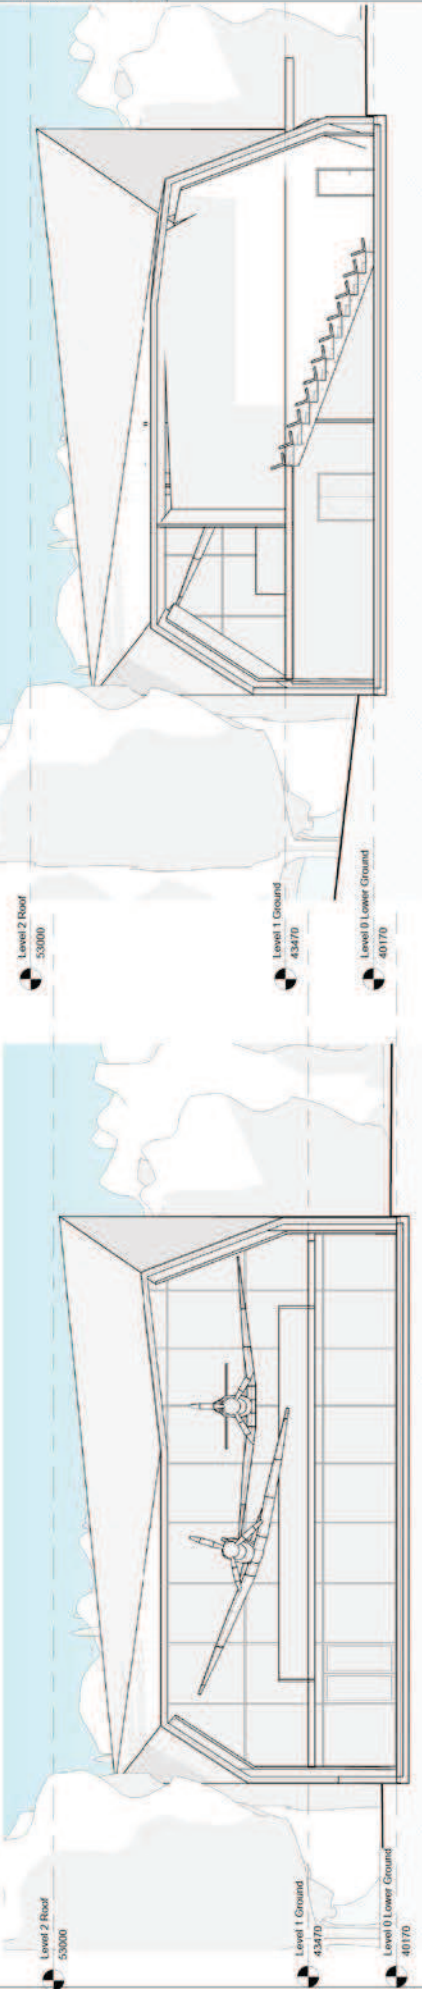 Level 2 Roof
53000
Level 1 Ground
43470
Level 0 Lower Ground
40170
Level 2 Roof
53000
Level 1 Ground
43470
Level 0 Lower Ground
40170